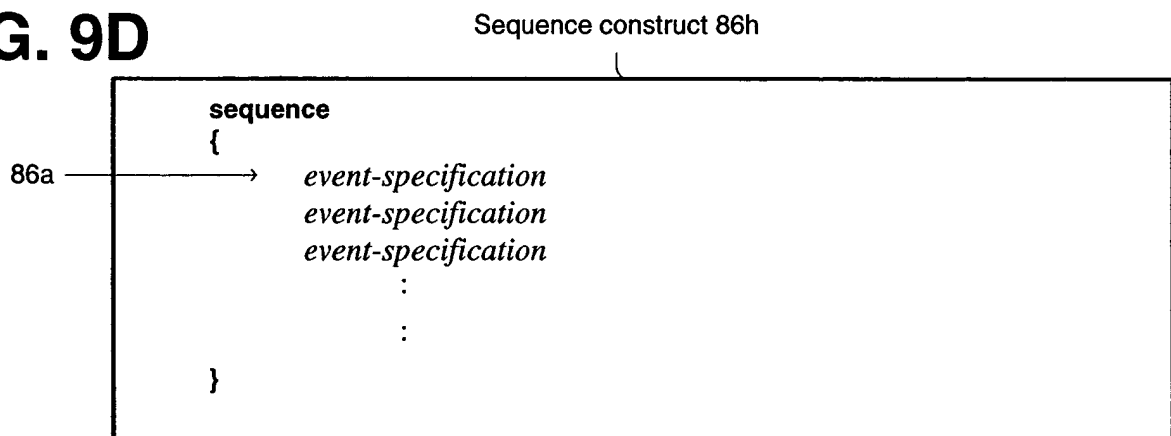 G. 9D
Sequence construct 86h
sequence
{
86a event-specification
event-specification
event-specification
:
:
}